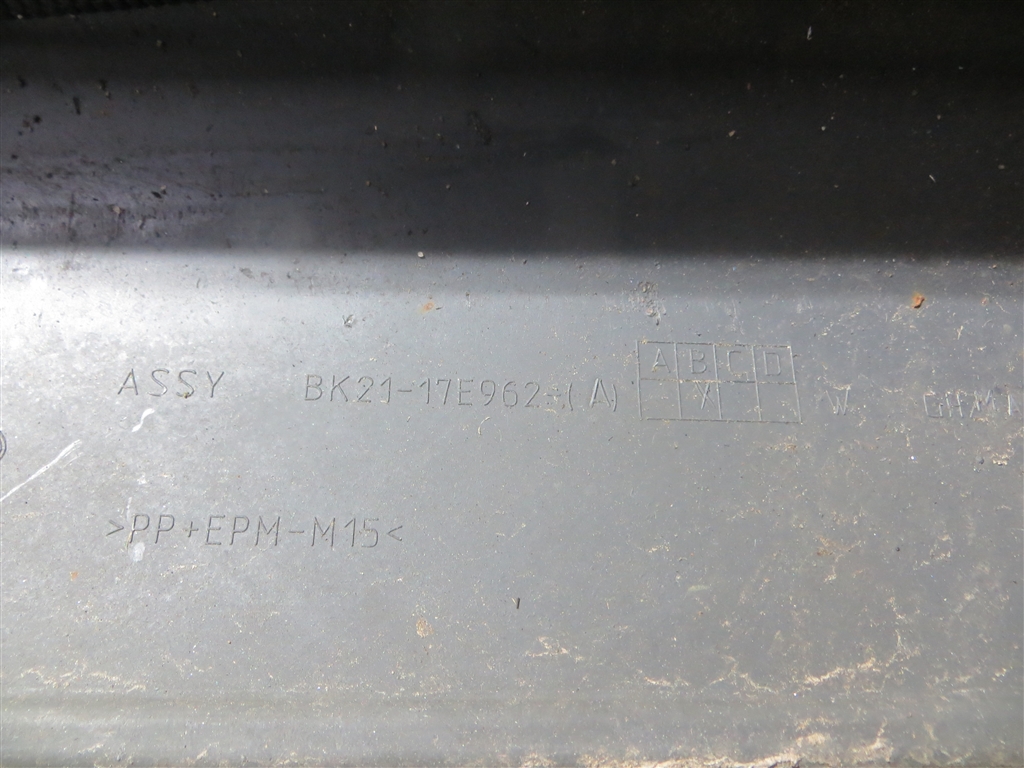 ASSY BK21-17E962-(A)
A B C D
X
W
>PP+EPM-M15<